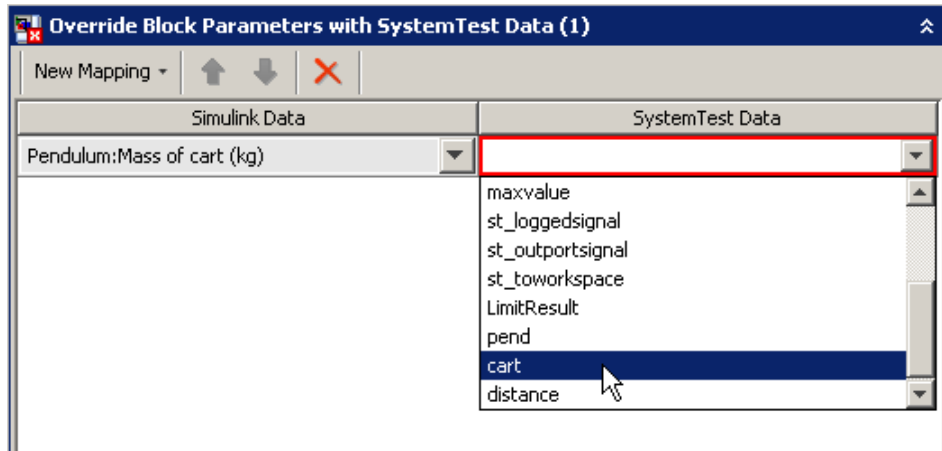 Override Block Parameters with SystemTest Data (1)
New Mapping
Simulink Data SystemTest Data
Pendulum:Mass of cart (kg)
maxvalue
st_loggedsignal
st_outportsignal
st_toworkspace
LimitResult
pend
cart
distance